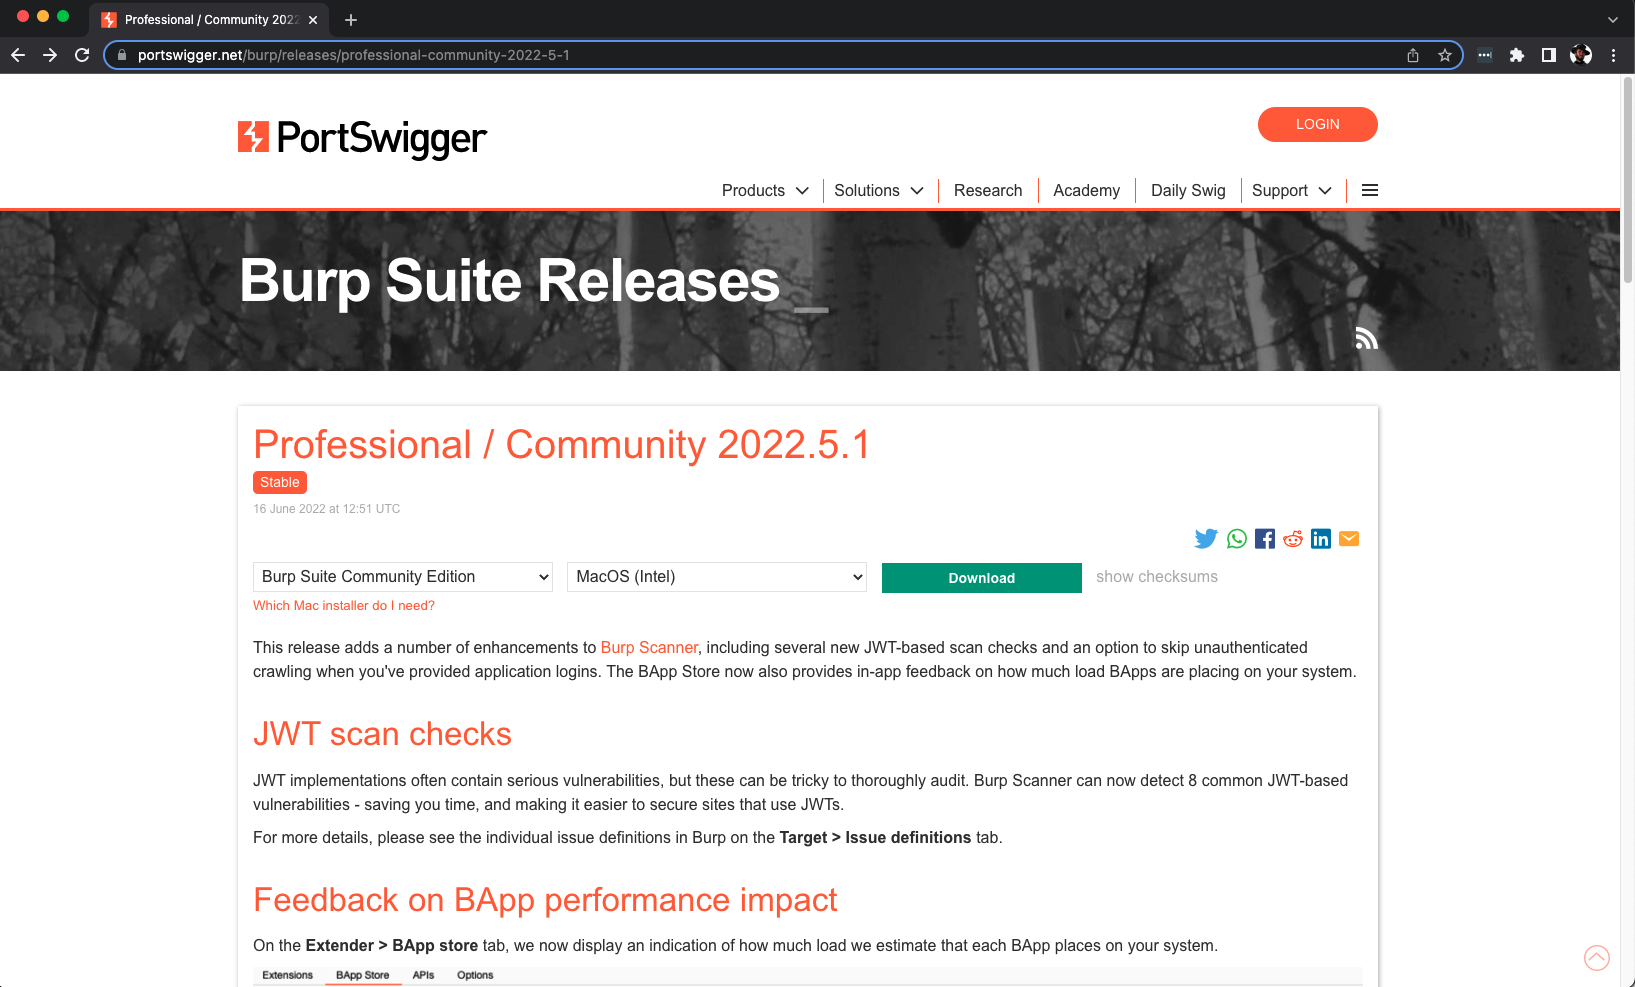 Professional / Community 2022
portswigger.net/burp/releases/professional-community-2022-5-1
PortSwigger
LOGIN
Products
Solutions
Research
Academy
Daily Swig
Support
Burp Suite Releases _
Professional / Community 2022.5.1
Stable
16 June 2022 at 12:51 UTC
Burp Suite Community Edition
MacOS (Intel)
Download
show checksums
Which Mac installer do I need?
This release adds a number of enhancements to Burp Scanner, including several new JWT-based scan checks and an option to skip unauthenticated
crawling when you've provided application logins. The BApp Store now also provides in-app feedback on how much load BApps are placing on your system.
JWT scan checks
JWT implementations often contain serious vulnerabilities, but these can be tricky to thoroughly audit. Burp Scanner can now detect 8 common JWT-based
vulnerabilities - saving you time, and making it easier to secure sites that use JWTs.
For more details, please see the individual issue definitions in Burp on the Target > Issue definitions tab.
Feedback on BApp performance impact
On the Extender > BApp store tab, we now display an indication of how much load we estimate that each BApp places on your system.
Extensions BApp Store APIs Options